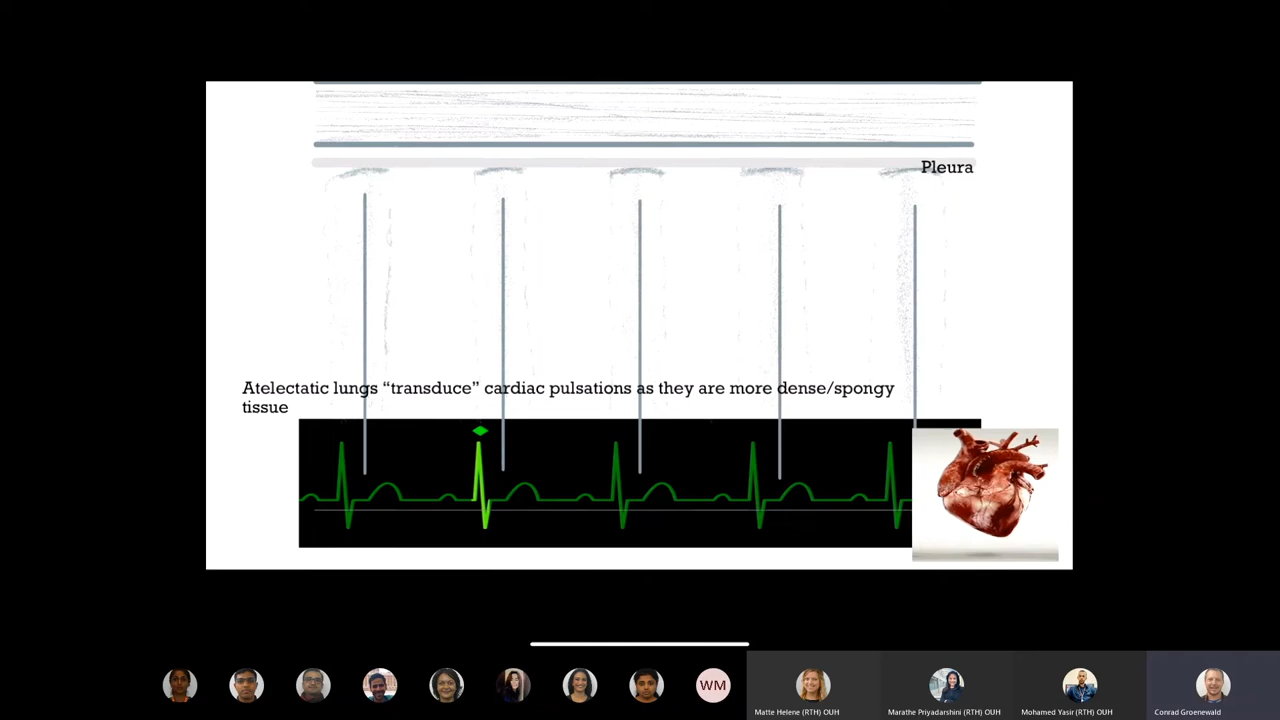 Pleura
Atelectatic lungs “transduce” cardiac pulsations as they are more dense/spongy
tissue
WM
Matte Helene (RTH) OUH
Marathe Priyadarshini (RTH) OUH
Mohamed Yasir (RTH) OUH
Conrad Groenewald